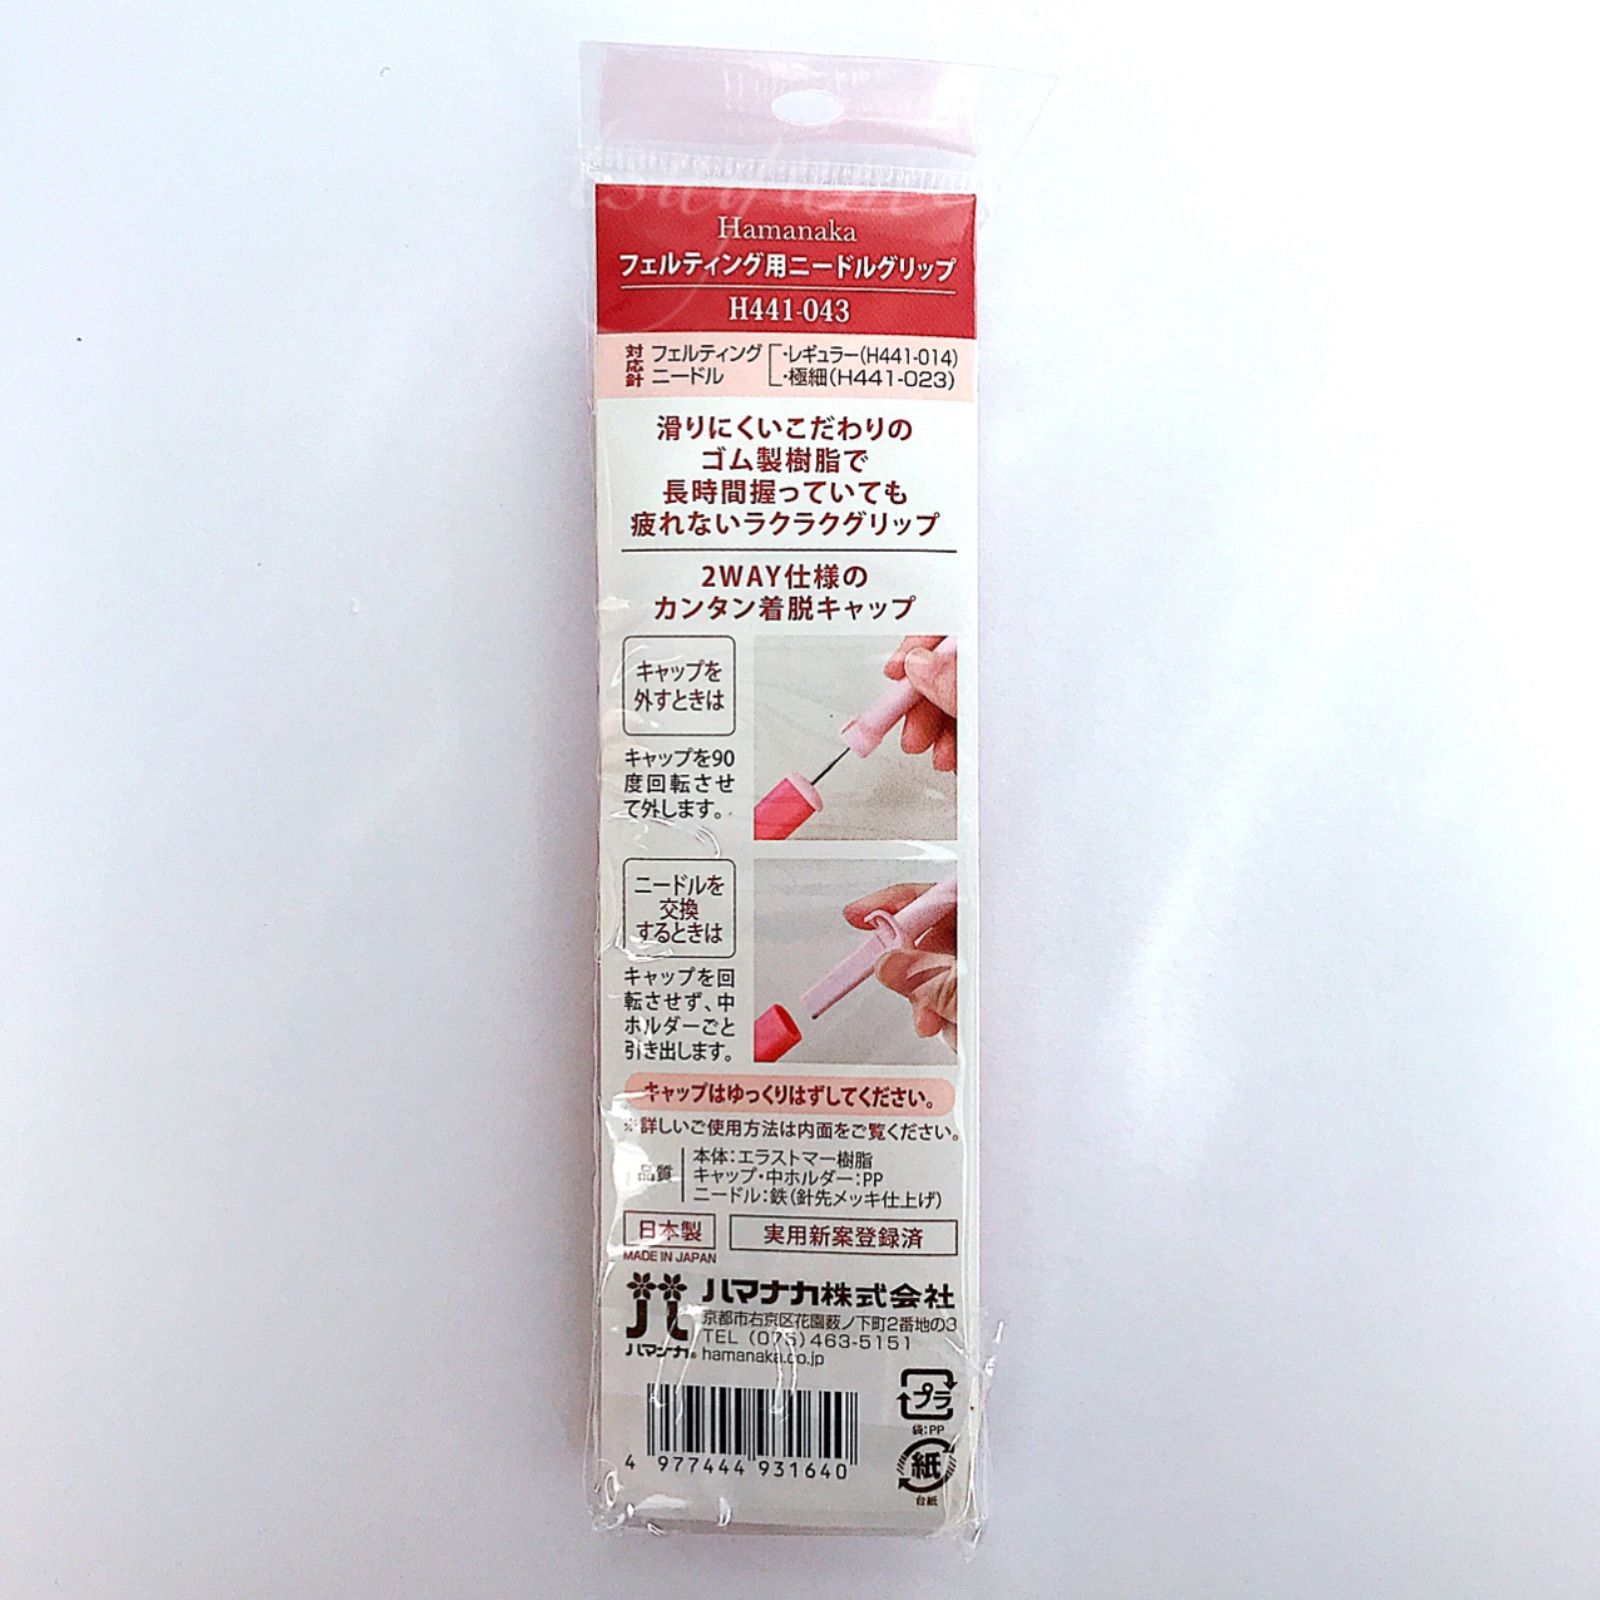 Hamanaka
フェルティング用ニードルグリップ
H441-043
対応針
フェルティング
ニードル
・レギュラー(H441-014)
・極細(H441-023)
滑りにくいこだわりの
ゴム製樹脂で
長時間握っていても
疲れないラクラクグリップ
2WAY仕様の
カンタン着脱キャップ
キャップを
外すときは
キャップを90
度回転させ
て外します。
ニードルを
交換
するときは
キャップを回
転させず、中
ホルダーごと
引き出します。
キャップはゆっくりはずしてください。
※詳しいご使用方法は内面をご覧ください。
品質
本体:エラストマー樹脂
キャップ・中ホルダー:PP
ニードル:鉄(針先メッキ仕上げ)
日本製
MADE IN JAPAN
実用新案登録済
ハマナカ株式会社
京都市右京区花園薮ノ下町2番地の3
TEL (075)463-5151
ハマナカ® hamanaka.co.jp
プラ
袋:PP
紙
台紙
4 977444 931640